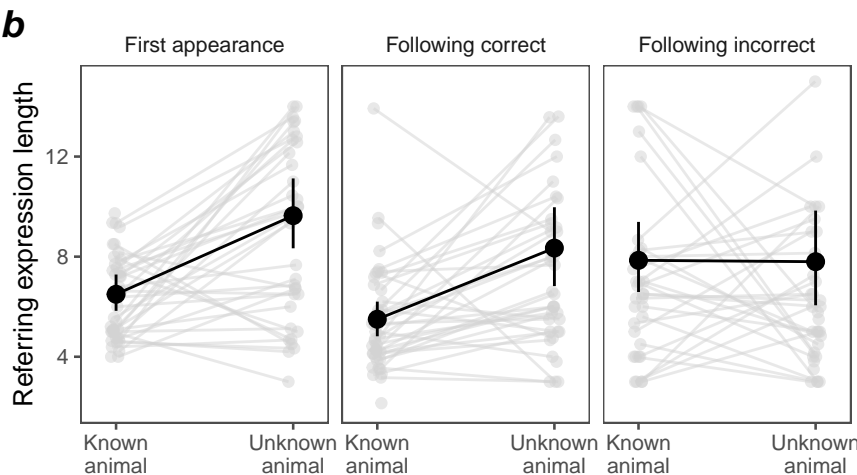 b
First appearance
Following correct
Following incorrect
Referring expression length
12
8
4
Known animal
Unknown animal
Known animal
Unknown animal
Known animal
Unknown animal